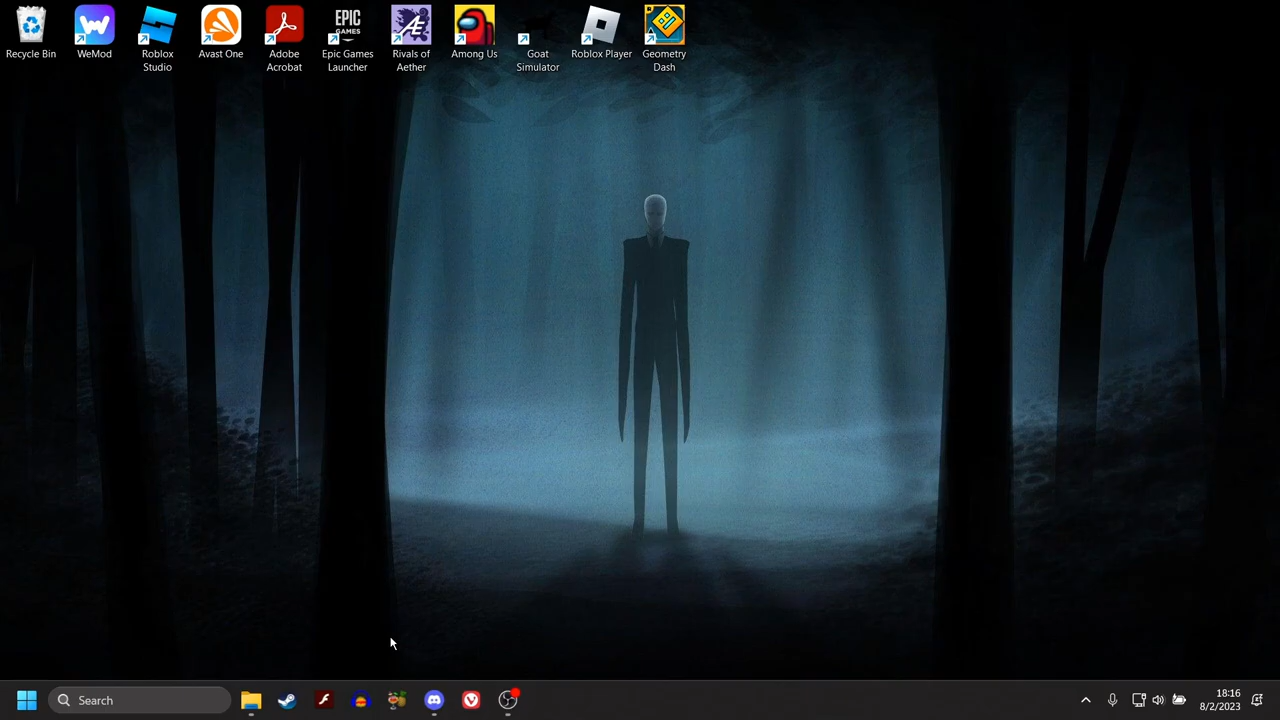 EPIC
GAMES
Recycle Bin
WeMod
Roblox
Studio
Avast One
Adobe
Acrobat
Epic Games
Launcher
Rivals of
Aether
Among Us
Goat
Simulator
Roblox Player
Geometry
Dash
Search
18:16
8/2/2023